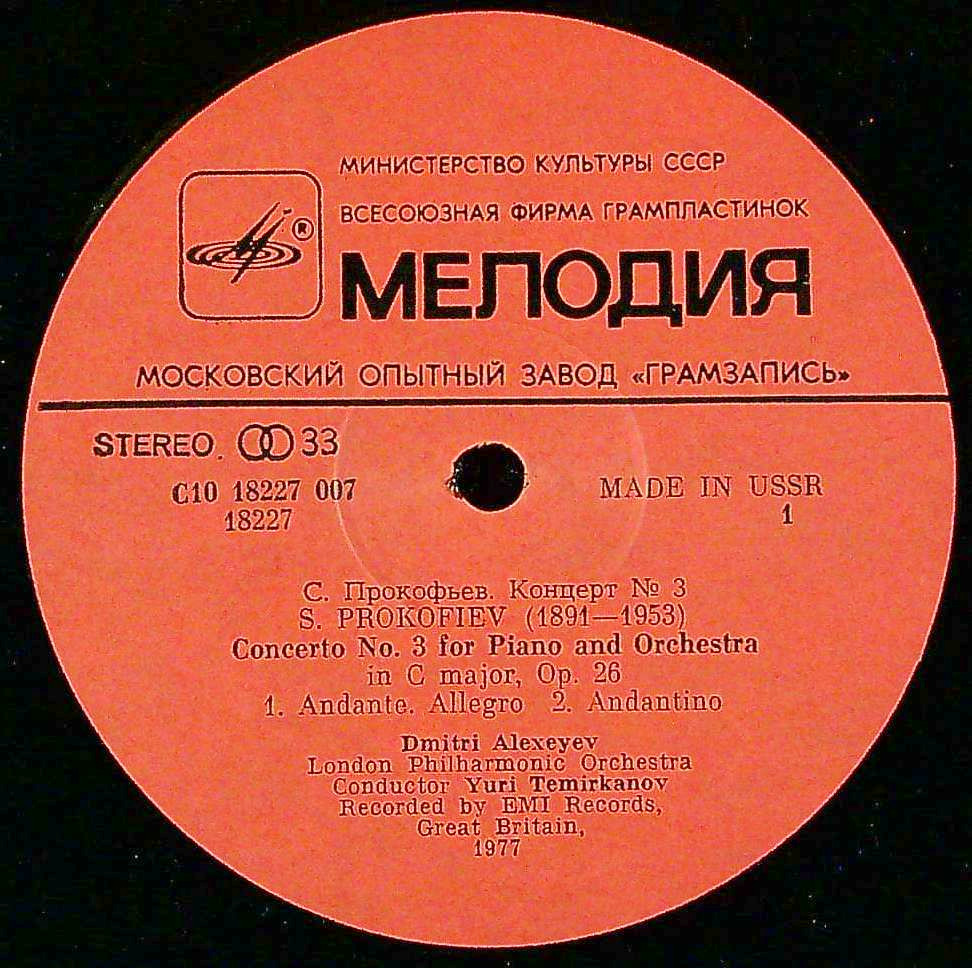 МИНИСТЕРСТВО КУЛЬТУРЫ СССР
ВСЕСОЮЗНАЯ ФИРМА ГРАМПЛАСТИНОК
®
МЕЛОДИЯ
МОСКОВСКИЙ ОПЫТНЫЙ ЗАВОД «ГРАМЗАПИСЬ»
STEREO. 33
С10 18227 007
18227
MADE IN USSR
1
С. Прокофьев. Концерт № 3
S. PROKOFIEV (1891—1953)
Concerto No. 3 for Piano and Orchestra
in C major, Op. 26
1. Andante. Allegro 2. Andantino
Dmitri Alexeyev
London Philharmonic Orchestra
Conductor Yuri Temirkanov
Recorded by EMI Records,
Great Britain,
1977